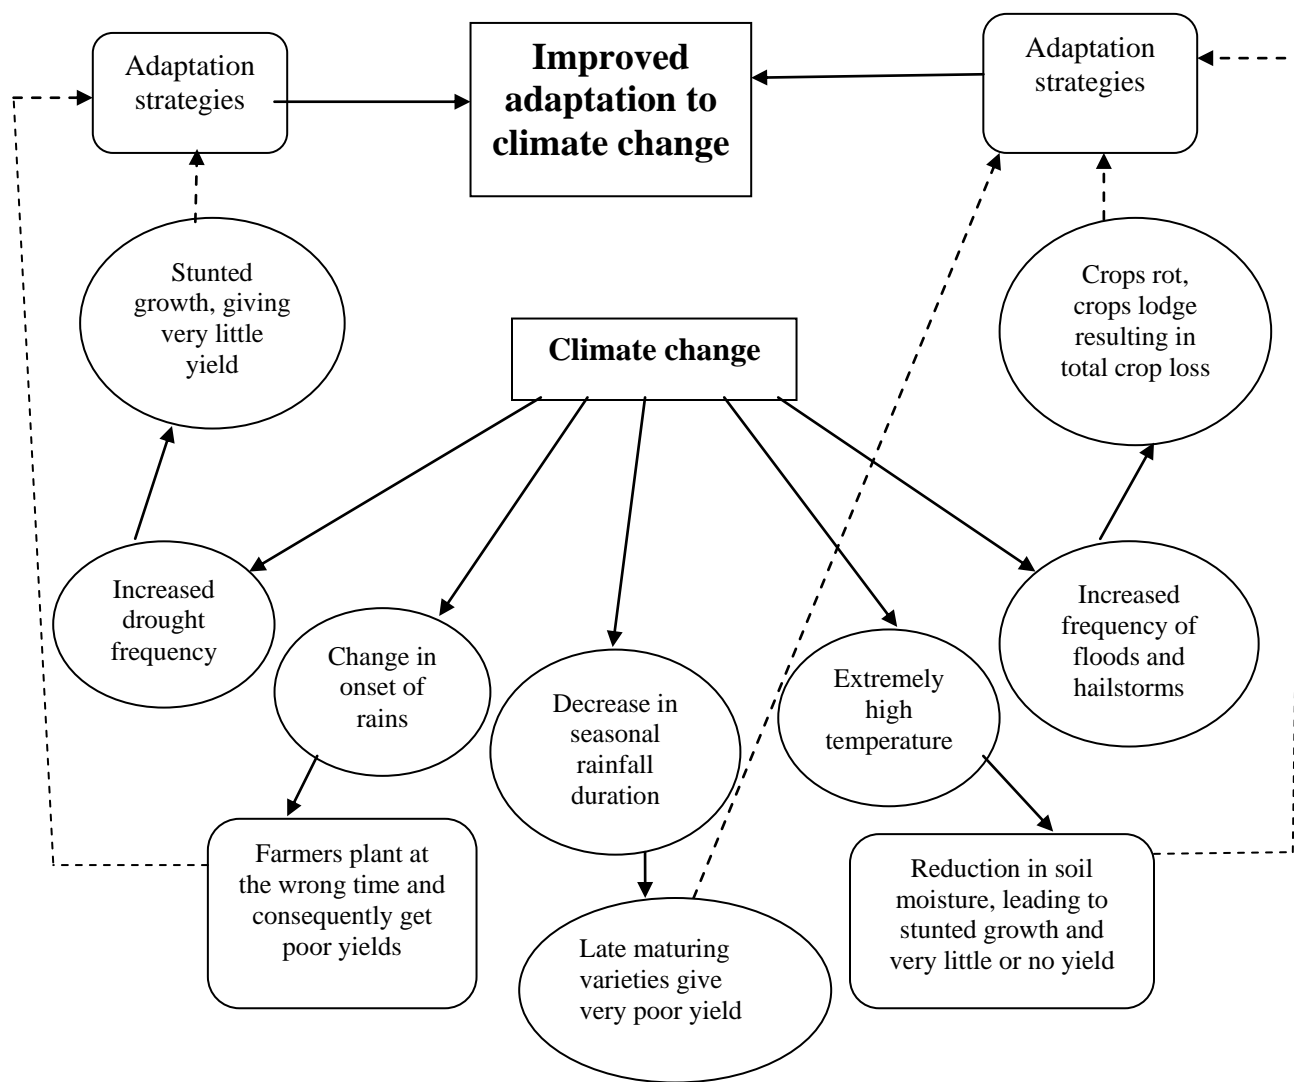 Adaptation
strategies
Improved
adaptation to
climate change
Adaptation
strategies
Stunted
growth, giving
very little
yield
Crops rot,
crops lodge
resulting in
total crop loss
Climate change
Increased
drought
frequency
Change in
onset of
rains
Decrease in
seasonal
rainfall
duration
Extremely
high
temperature
Increased
frequency of
floods and
hailstorms
Farmers plant at
the wrong time and
consequently get
poor yields
Late maturing
varieties give
very poor yield
Reduction in soil
moisture, leading to
stunted growth and
very little or no yield